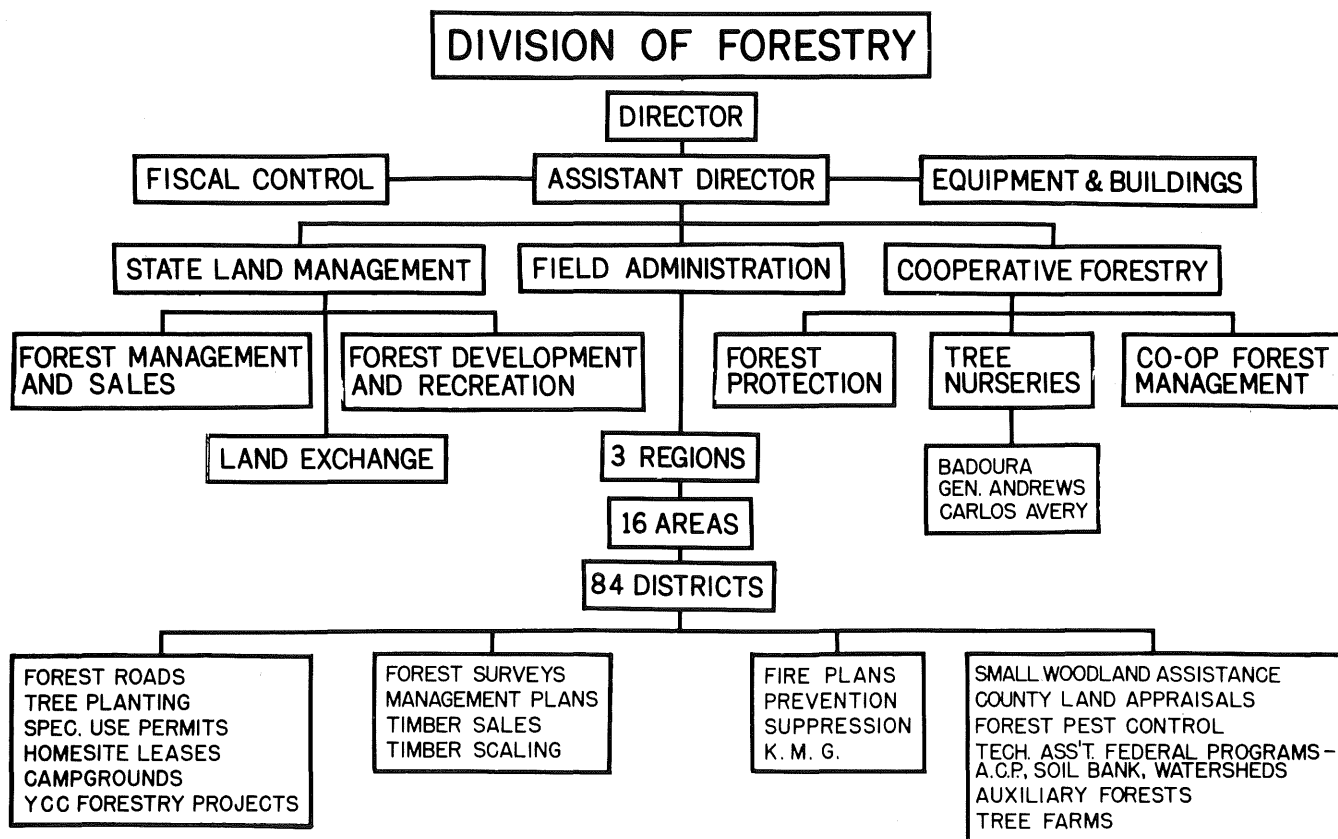 DIVISION OF FORESTRY
DIRECTOR
FISCAL CONTROL
ASSISTANT DIRECTOR
EQUIPMENT & BUILDINGS
STATE LAND MANAGEMENT
FIELD ADMINISTRATION
COOPERATIVE FORESTRY
FOREST MANAGEMENT
AND SALES
FOREST DEVELOPMENT
AND RECREATION
FOREST
PROTECTION
TREE
NURSERIES
CO-OP FOREST
MANAGEMENT
LAND EXCHANGE
3 REGIONS
BADOURA
GEN. ANDREWS
CARLOS AVERY
16 AREAS
84 DISTRICTS
FOREST ROADS
TREE PLANTING
SPEC. USE PERMITS
HOMESITE LEASES
CAMPGROUNDS
YCC FORESTRY PROJECTS
FOREST SURVEYS
MANAGEMENT PLANS
TIMBER SALES
TIMBER SCALING
FIRE PLANS
PREVENTION
SUPPRESSION
K. M. G.
SMALL WOODLAND ASSISTANCE
COUNTY LAND APPRAISALS
FOREST PEST CONTROL
TECH. ASS'T. FEDERAL PROGRAMS-
A.C.P., SOIL BANK, WATERSHEDS
AUXILIARY FORESTS
TREE FARMS